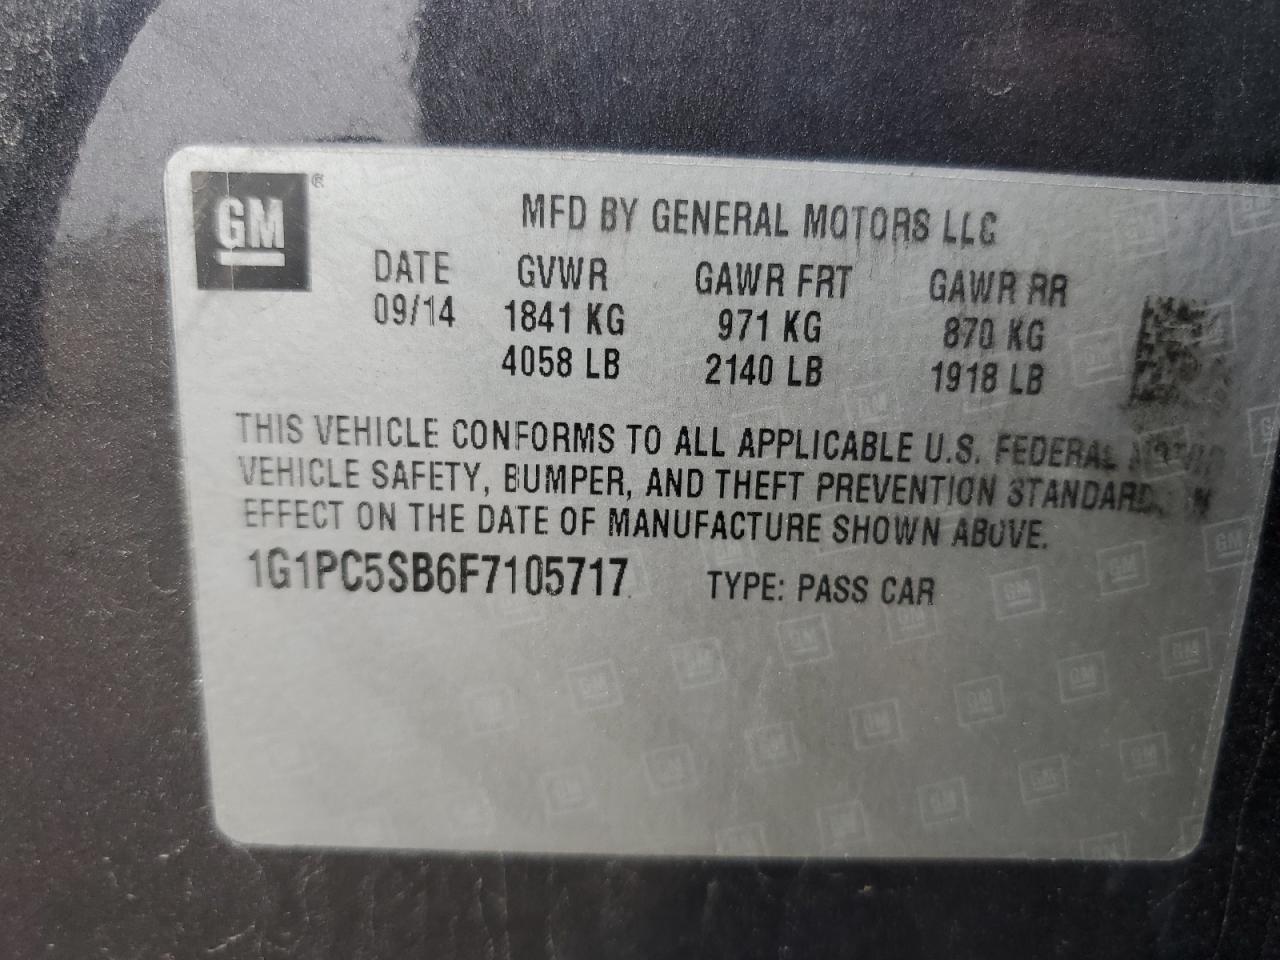 GM ®
MFD BY GENERAL MOTORS LLC
DATE GVWR GAWR FRT GAWR RR
09/14 1841 KG 971 KG 870 KG
4058 LB 2140 LB 1918 LB
THIS VEHICLE CONFORMS TO ALL APPLICABLE U.S. FEDERAL MOTOR
VEHICLE SAFETY, BUMPER, AND THEFT PREVENTION STANDARDS IN
EFFECT ON THE DATE OF MANUFACTURE SHOWN ABOVE.
1G1PC5SB6F7105717 TYPE: PASS CAR